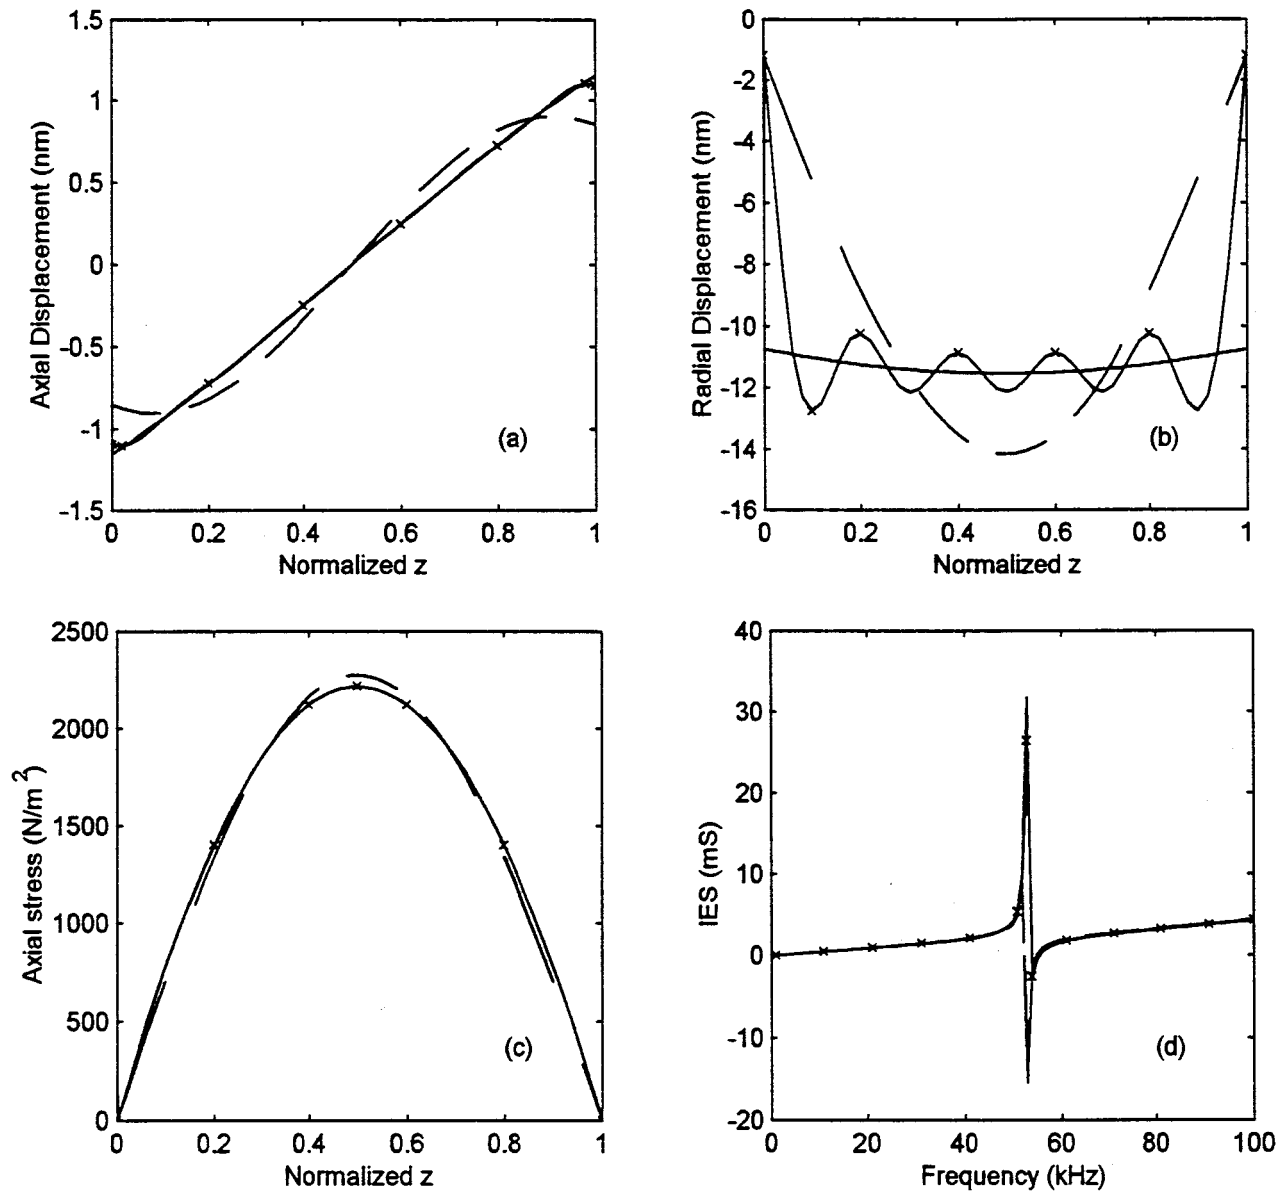 1.5
1
0.5
0
-0.5
-1
-1.5
Axial Displacement (nm)
(a)
0 0.2 0.4 0.6 0.8 1
Normalized z
0
-2
-4
-6
-8
-10
-12
-14
-16
Radial Displacement (nm)
(b)
0 0.2 0.4 0.6 0.8 1
Normalized z
2500
2000
1500
1000
500
0
Axial stress (N/m²)
(c)
0 0.2 0.4 0.6 0.8 1
Normalized z
40
30
20
10
0
-10
-20
IES (mS)
(d)
0 20 40 60 80 100
Frequency (kHz)